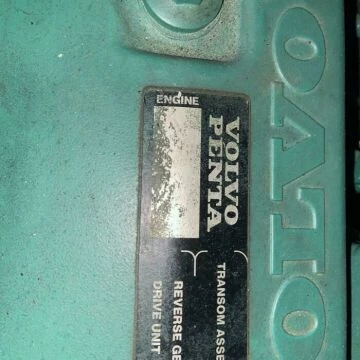 VOLVO
VOLVO
PENTA
ENGINE
TRANSOM ASSE
REVERSE GE
DRIVE UNIT